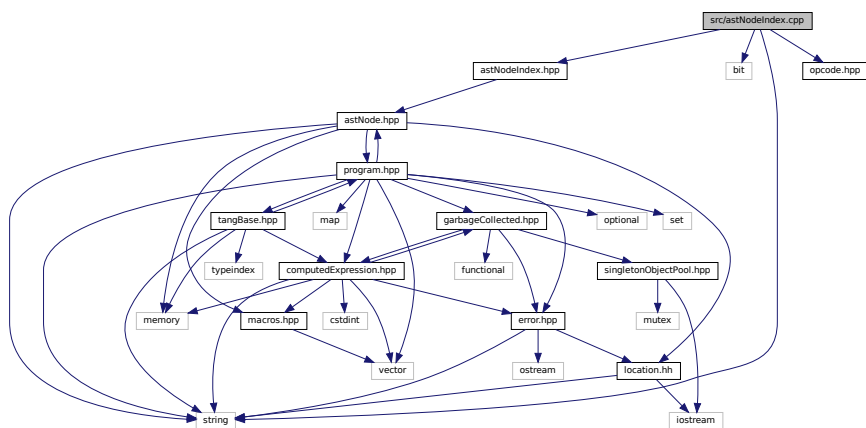 src/astNodeIndex.cpp
astNodeIndex.hpp
bit
opcode.hpp
astNode.hpp
program.hpp
tangBase.hpp
map
garbageCollected.hpp
optional
set
typeindex
computedExpression.hpp
functional
singletonObjectPool.hpp
memory
macros.hpp
cstdint
error.hpp
mutex
vector
ostream
location.hh
string
iostream